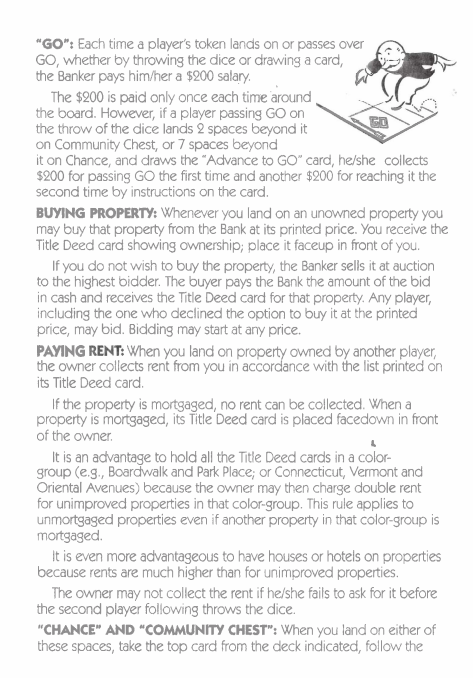 "GO": Each time a player's token lands on or passes over
GO, whether by throwing the dice or drawing a card,
the Banker pays him/her a $200 salary.
The $200 is paid only once each time around
the board. However, if a player passing GO on
the throw of the dice lands 2 spaces beyond it
on Community Chest, or 7 spaces beyond
it on Chance, and draws the "Advance to GO" card, he/she collects
$200 for passing GO the first time and another $200 for reaching it the
second time by instructions on the card.
GO
BUYING PROPERTY: Whenever you land on an unowned property you
may buy that property from the Bank at its printed price. You receive the
Title Deed card showing ownership; place it faceup in front of you.
If you do not wish to buy the property, the Banker sells it at auction
to the highest bidder. The buyer pays the Bank the amount of the bid
in cash and receives the Title Deed card for that property. Any player,
including the one who declined the option to buy it at the printed
price, may bid. Bidding may start at any price.
PAYING RENT: When you land on property owned by another player,
the owner collects rent from you in accordance with the list printed on
its Title Deed card.
If the property is mortgaged, no rent can be collected. When a
property is mortgaged, its Title Deed card is placed facedown in front
of the owner.
It is an advantage to hold all the Title Deed cards in a color-
group (e.g., Boardwalk and Park Place; or Connecticut, Vermont and
Oriental Avenues) because the owner may then charge double rent
for unimproved properties in that color-group. This rule applies to
unmortgaged properties even if another property in that color-group is
mortgaged.
It is even more advantageous to have houses or hotels on properties
because rents are much higher than for unimproved properties.
The owner may not collect the rent if he/she fails to ask for it before
the second player following throws the dice.
"CHANCE" AND "COMMUNITY CHEST": When you land on either of
these spaces, take the top card from the deck indicated, follow the